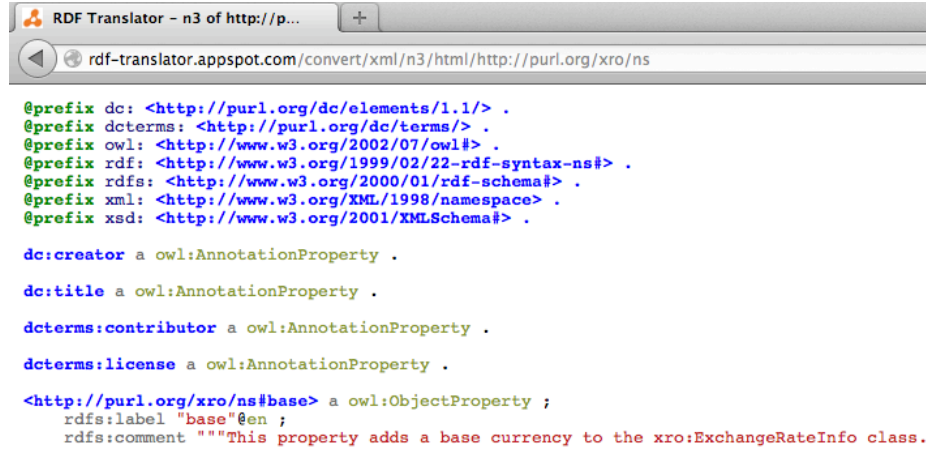 RDF Translator – n3 of http://p...
rdf-translator.appspot.com/convert/xml/n3/html/http://purl.org/xro/ns
@prefix dc: <http://purl.org/dc/elements/1.1/> .
@prefix dcterms: <http://purl.org/dc/terms/> .
@prefix owl: <http://www.w3.org/2002/07/owl#> .
@prefix rdf: <http://www.w3.org/1999/02/22-rdf-syntax-ns#> .
@prefix rdfs: <http://www.w3.org/2000/01/rdf-schema#> .
@prefix xml: <http://www.w3.org/XML/1998/namespace> .
@prefix xsd: <http://www.w3.org/2001/XMLSchema#> .
dc:creator a owl:AnnotationProperty .
dc:title a owl:AnnotationProperty .
dcterms:contributor a owl:AnnotationProperty .
dcterms:license a owl:AnnotationProperty .
<http://purl.org/xro/ns#base> a owl:ObjectProperty ;
rdfs:label "base"@en ;
rdfs:comment """This property adds a base currency to the xro:ExchangeRateInfo class.